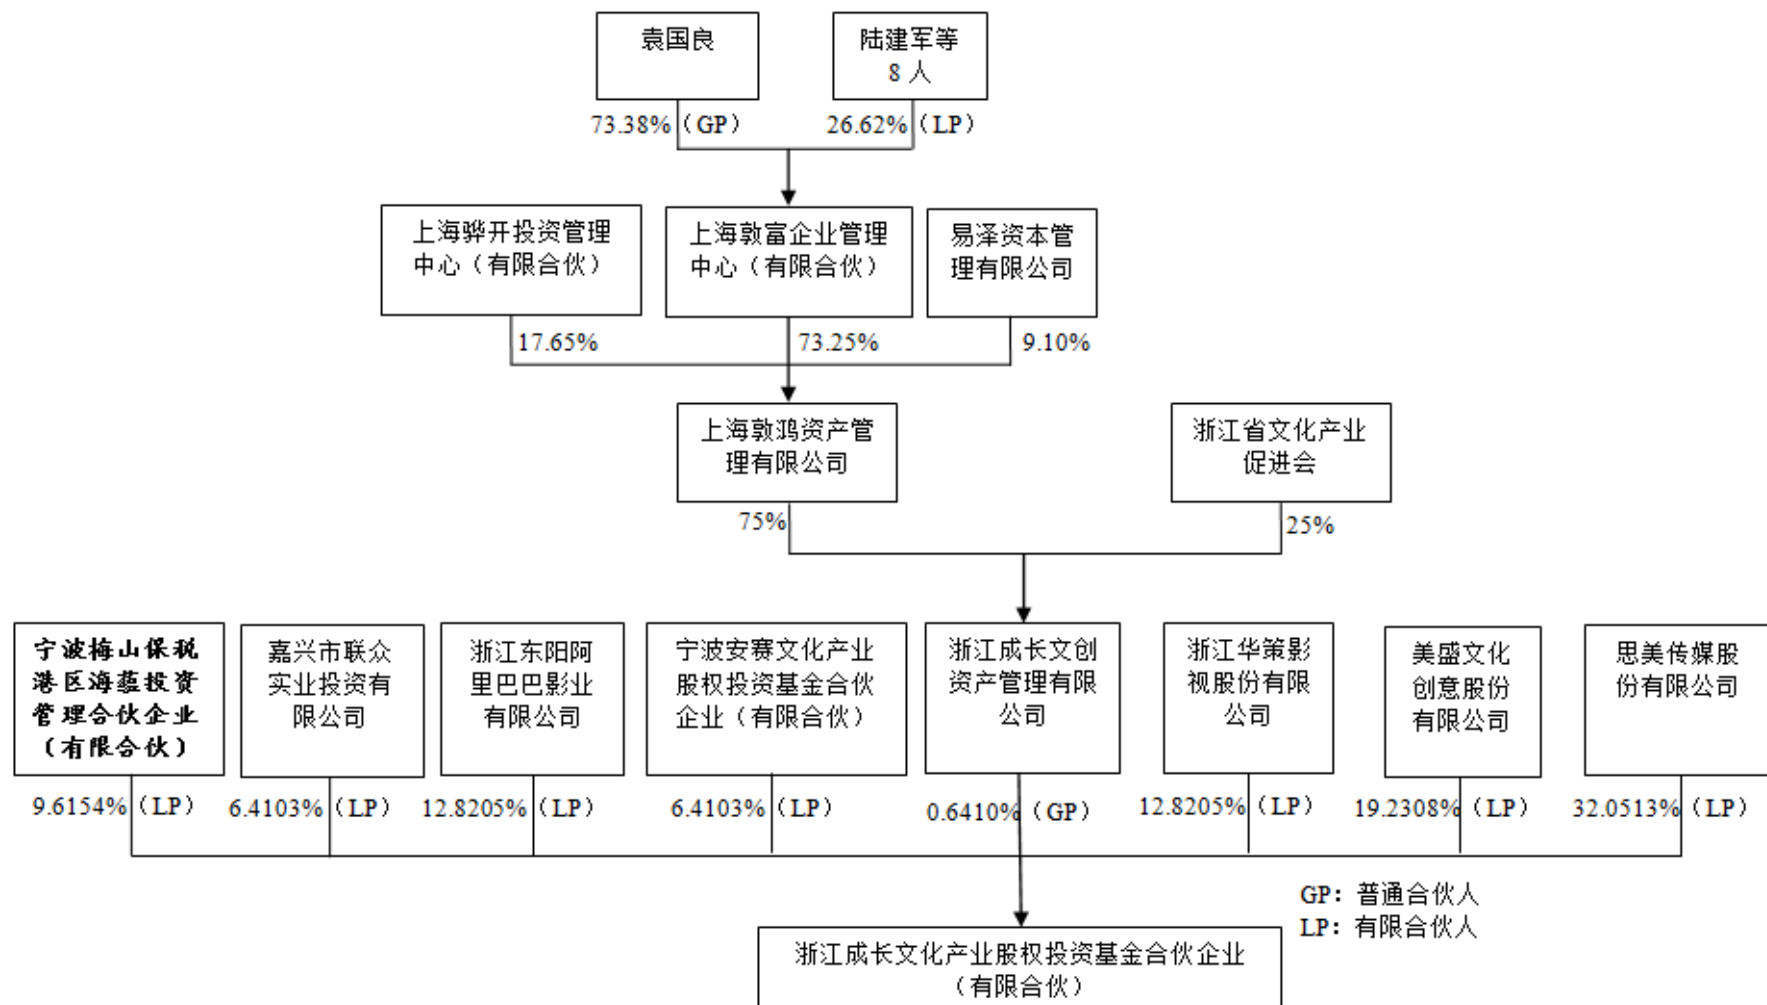 袁国良
陆建军等
8 人
73.38%（GP）
26.62%（LP）
上海骅开投资管理
中心（有限合伙）
上海敦富企业管理
中心（有限合伙）
易泽资本管
理有限公司
17.65%
73.25%
9.10%
上海敦鸿资产管
理有限公司
浙江省文化产业
促进会
75%
25%
宁波梅山保税
港区海蕴投资
管理合伙企业
（有限合伙）
嘉兴市联众
实业投资有
限公司
浙江东阳阿
里巴巴影业
有限公司
宁波安赛文化产业
股权投资基金合伙
企业（有限合伙）
浙江成长文创
资产管理有限
公司
浙江华策影
视股份有限
公司
美盛文化
创意股份
有限公司
思美传媒股
份有限公司
9.6154%（LP）
6.4103%（LP）
12.8205%（LP）
6.4103%（LP）
0.6410%（GP）
12.8205%（LP）
19.2308%（LP）
32.0513%（LP）
GP：普通合伙人
LP：有限合伙人
浙江成长文化产业股权投资基金合伙企业
（有限合伙）